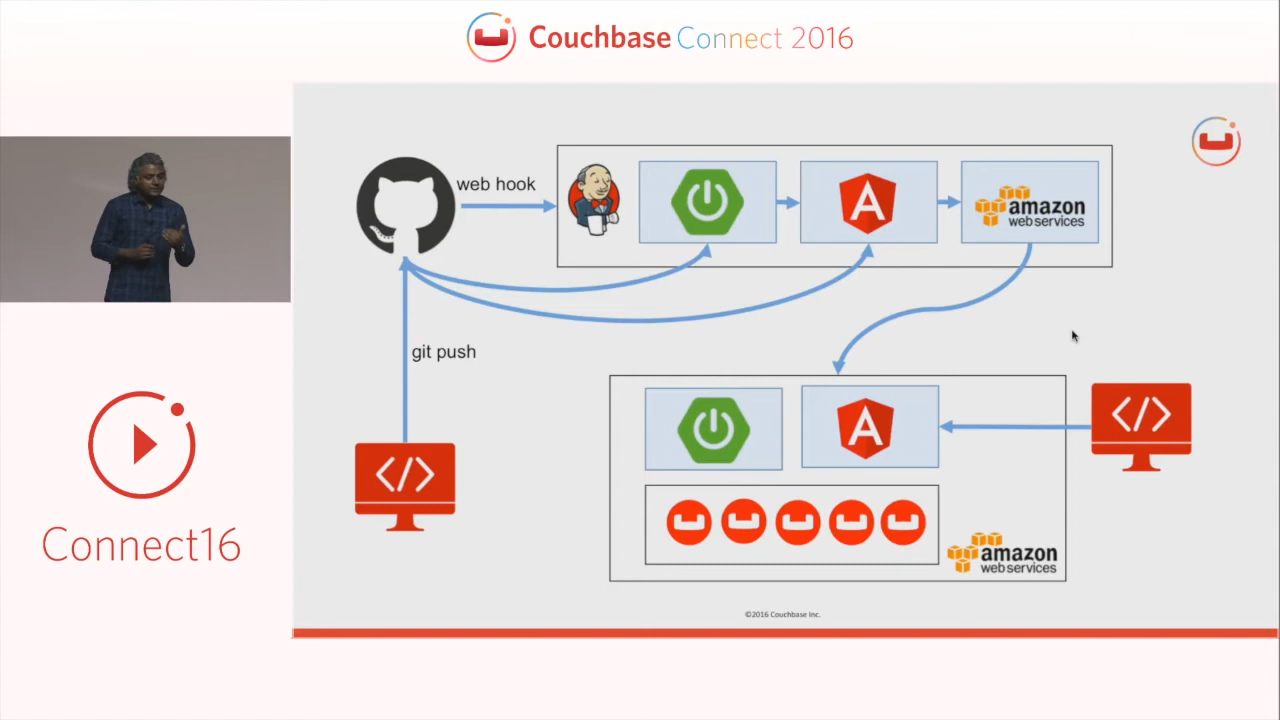 Couchbase Connect 2016
web hook
amazon
web services
git push
</>
</>
amazon
web services
©2016 Couchbase Inc.
Connect16